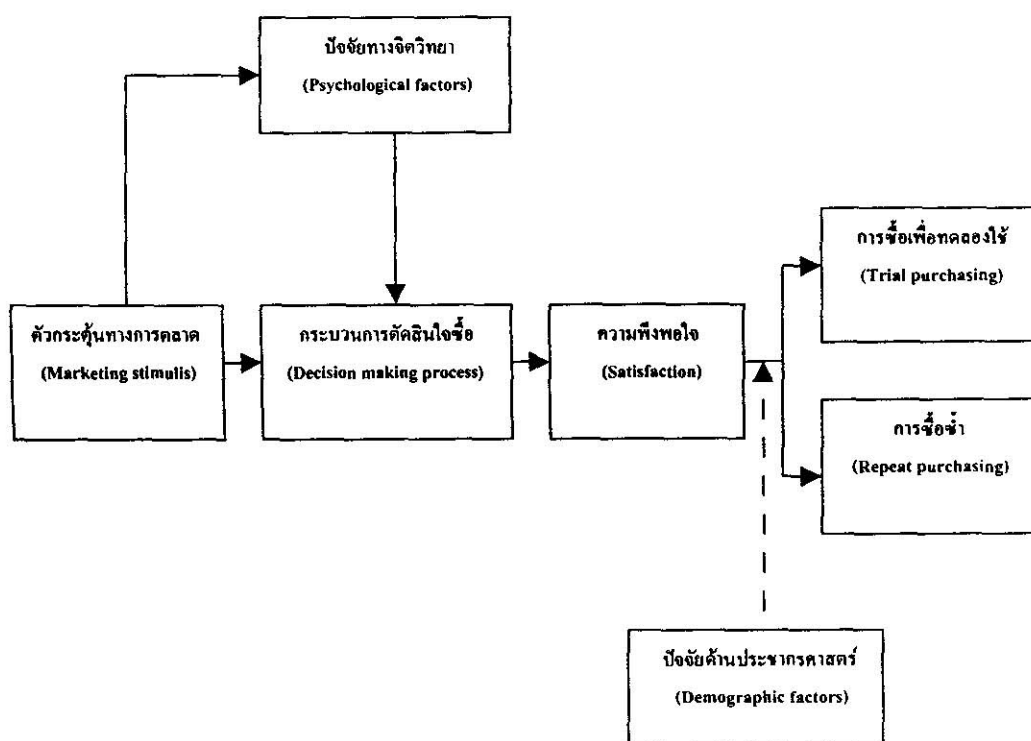 ปัจจัยทางจิตวิทยา
(Psychological factors)
การซื้อเพื่อทดลองใช้
(Trial purchasing)
ตัวกระตุ้นทางการตลาด
(Marketing stimulis)
กระบวนการตัดสินใจซื้อ
(Decision making process)
ความพึงพอใจ
(Satisfaction)
การซื้อซ้ำ
(Repeat purchasing)
ปัจจัยด้านประชากรศาสตร์
(Demographic factors)